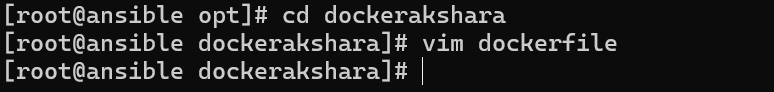 [root@ansible opt]# cd dockerakshara
[root@ansible dockerakshara]# vim dockerfile
[root@ansible dockerakshara]#